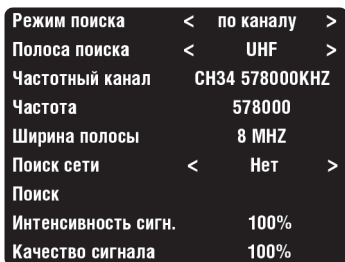 Режим поиска < по каналу >
Полоса поиска < UHF >
Частотный канал CH34 578000KHZ
Частота 578000
Ширина полосы 8 MHZ
Поиск сети < Нет >
Поиск
Интенсивность сигн. 100%
Качество сигнала 100%